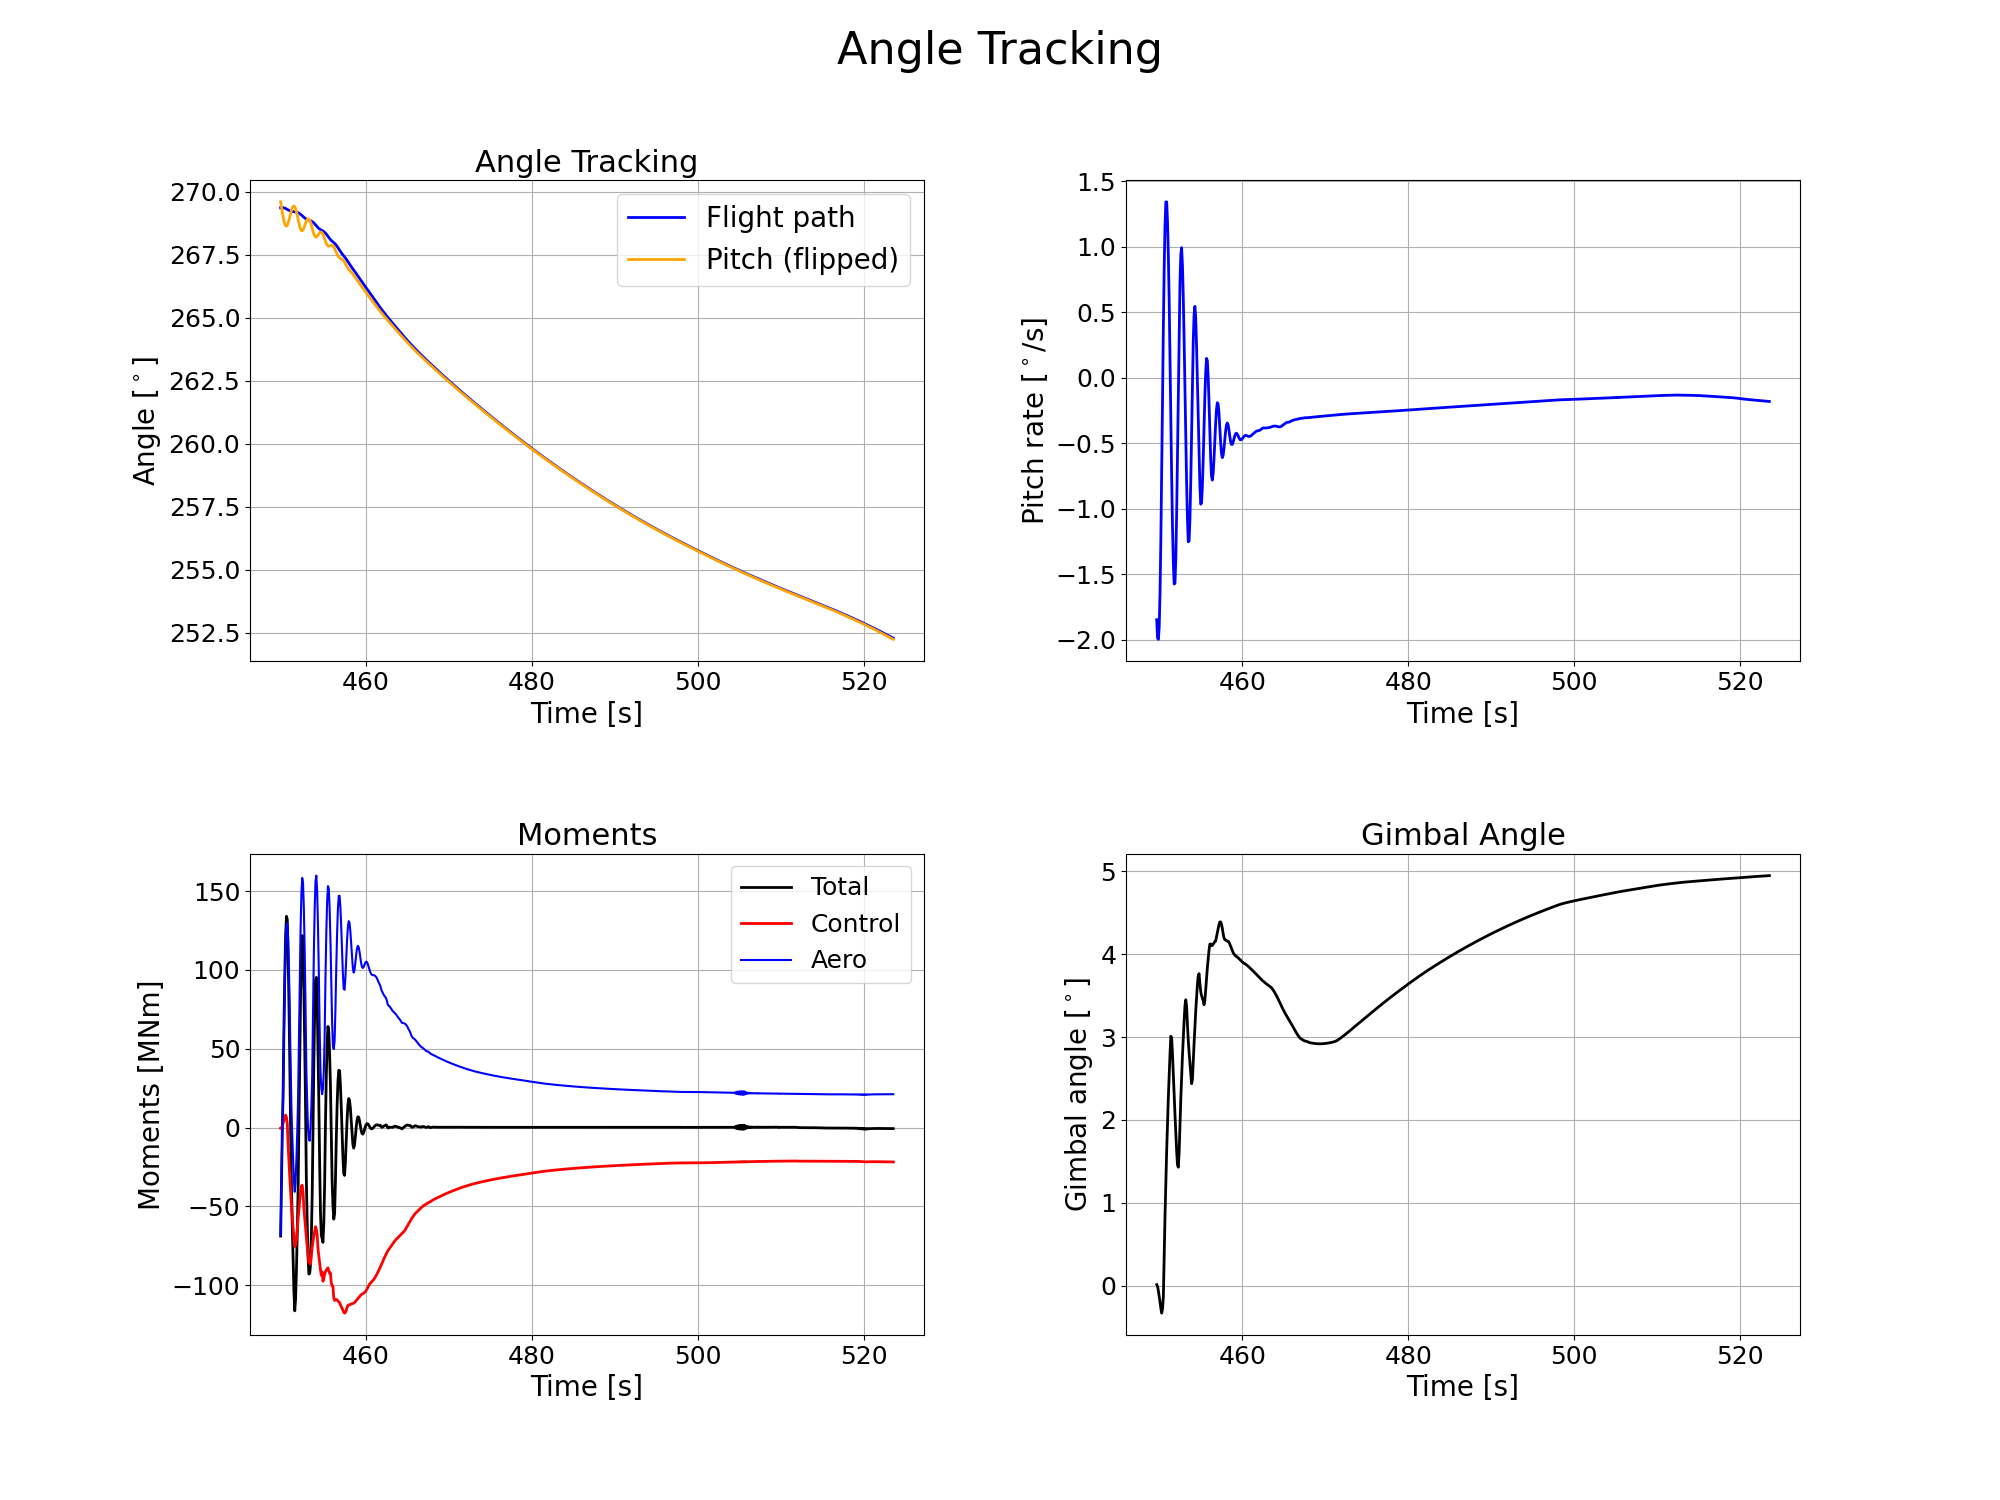 Angle Tracking
Angle Tracking
270.0
267.5
265.0
262.5
260.0
257.5
255.0
252.5
Angle [°]
460 480 500 520
Time [s]
Flight path
Pitch (flipped)
1.5
1.0
0.5
0.0
−0.5
−1.0
−1.5
−2.0
Pitch rate [°/s]
460 480 500 520
Time [s]
Moments
150
100
50
0
−50
−100
Moments [MNm]
460 480 500 520
Time [s]
Total
Control
Aero
Gimbal Angle
5
4
3
2
1
0
Gimbal angle [°]
460 480 500 520
Time [s]